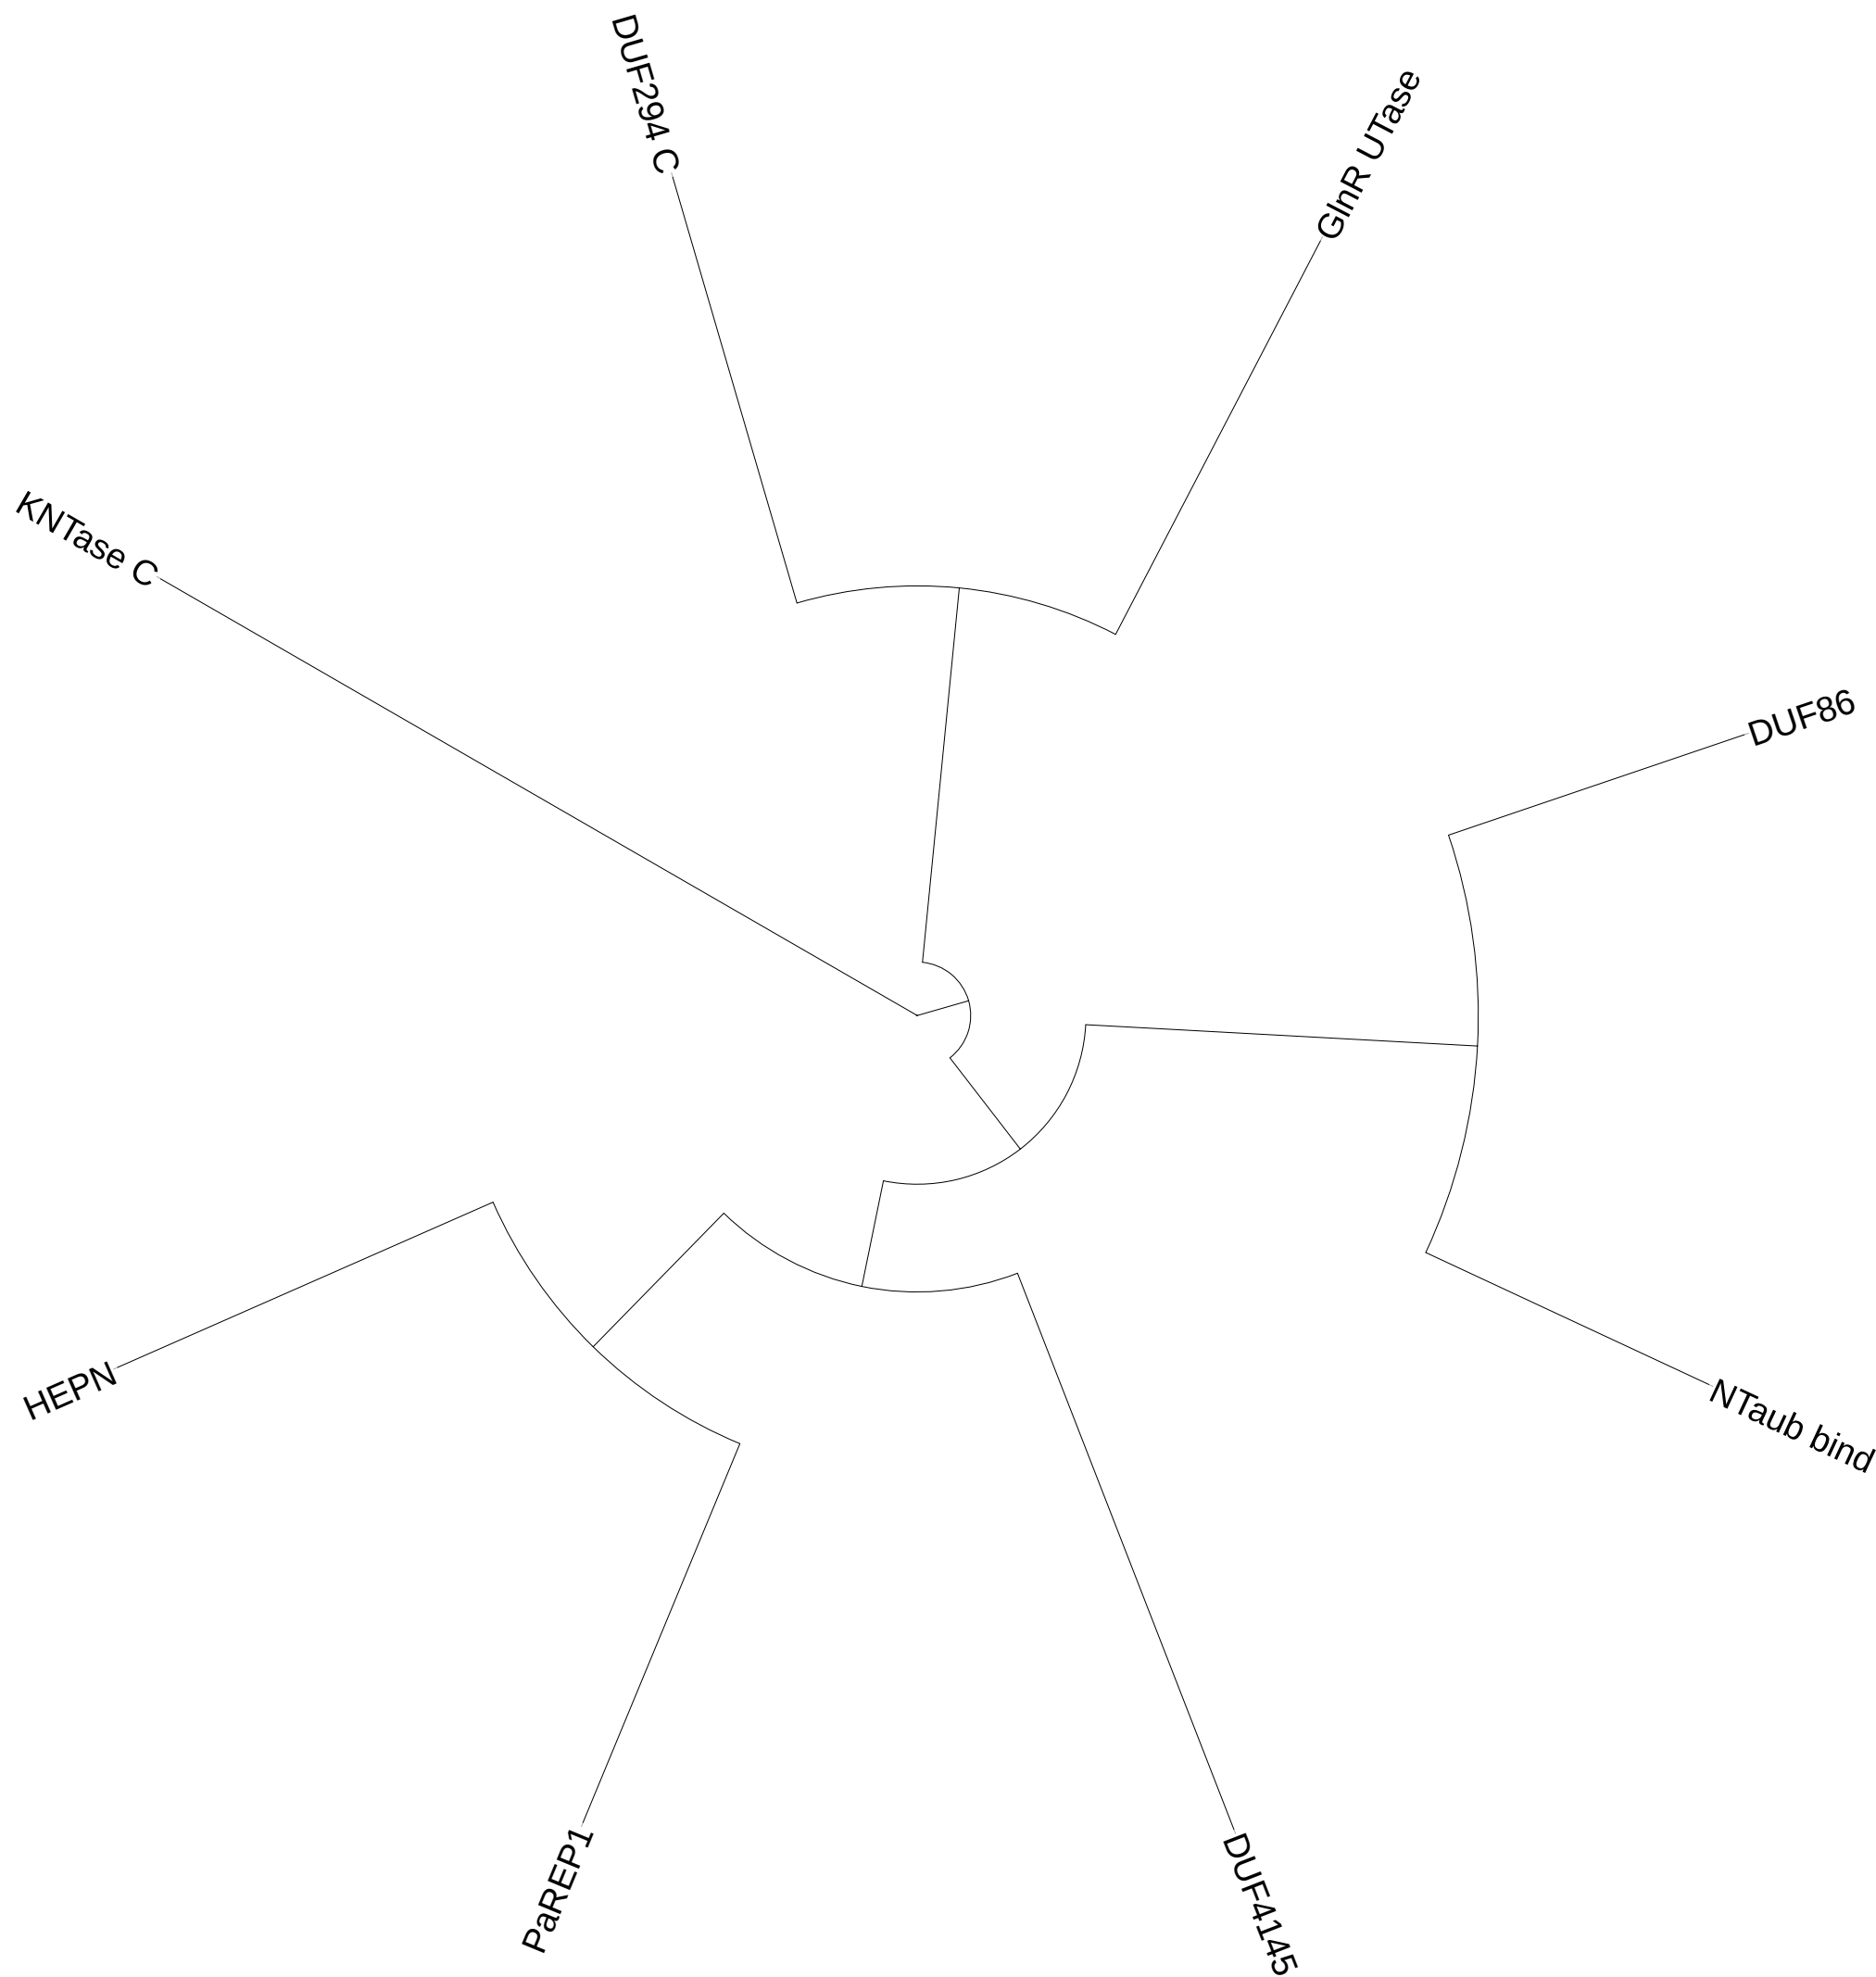 DUF294 C
GlnR UTase
KNTase C
DUF86
HEPN
NTaub bind
PaREP1
DUF4145